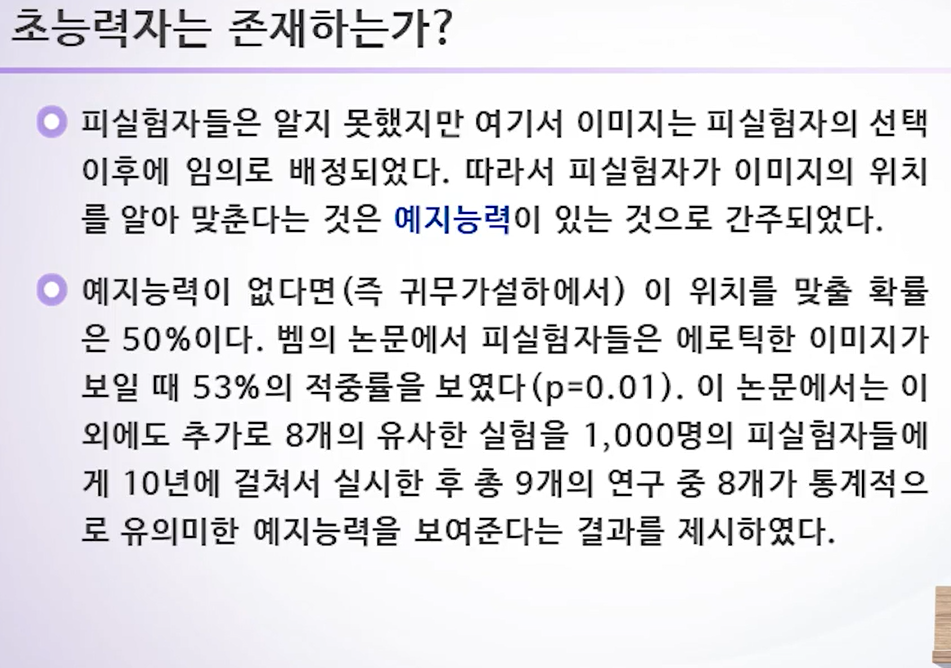 초능력자는 존재하는가?
피실험자들은 알지 못했지만 여기서 이미지는 피실험자의 선택
이후에 임의로 배정되었다. 따라서 피실험자가 이미지의 위치
를 알아 맞춘다는 것은 예지능력이 있는 것으로 간주되었다.
예지능력이 없다면(즉 귀무가설하에서) 이 위치를 맞출 확률
은 50%이다. 벰의 논문에서 피실험자들은 에로틱한 이미지가
보일 때 53%의 적중률을 보였다(p=0.01). 이 논문에서는 이
외에도 추가로 8개의 유사한 실험을 1,000명의 피실험자들에
게 10년에 걸쳐서 실시한 후 총 9개의 연구 중 8개가 통계적으
로 유의미한 예지능력을 보여준다는 결과를 제시하였다.